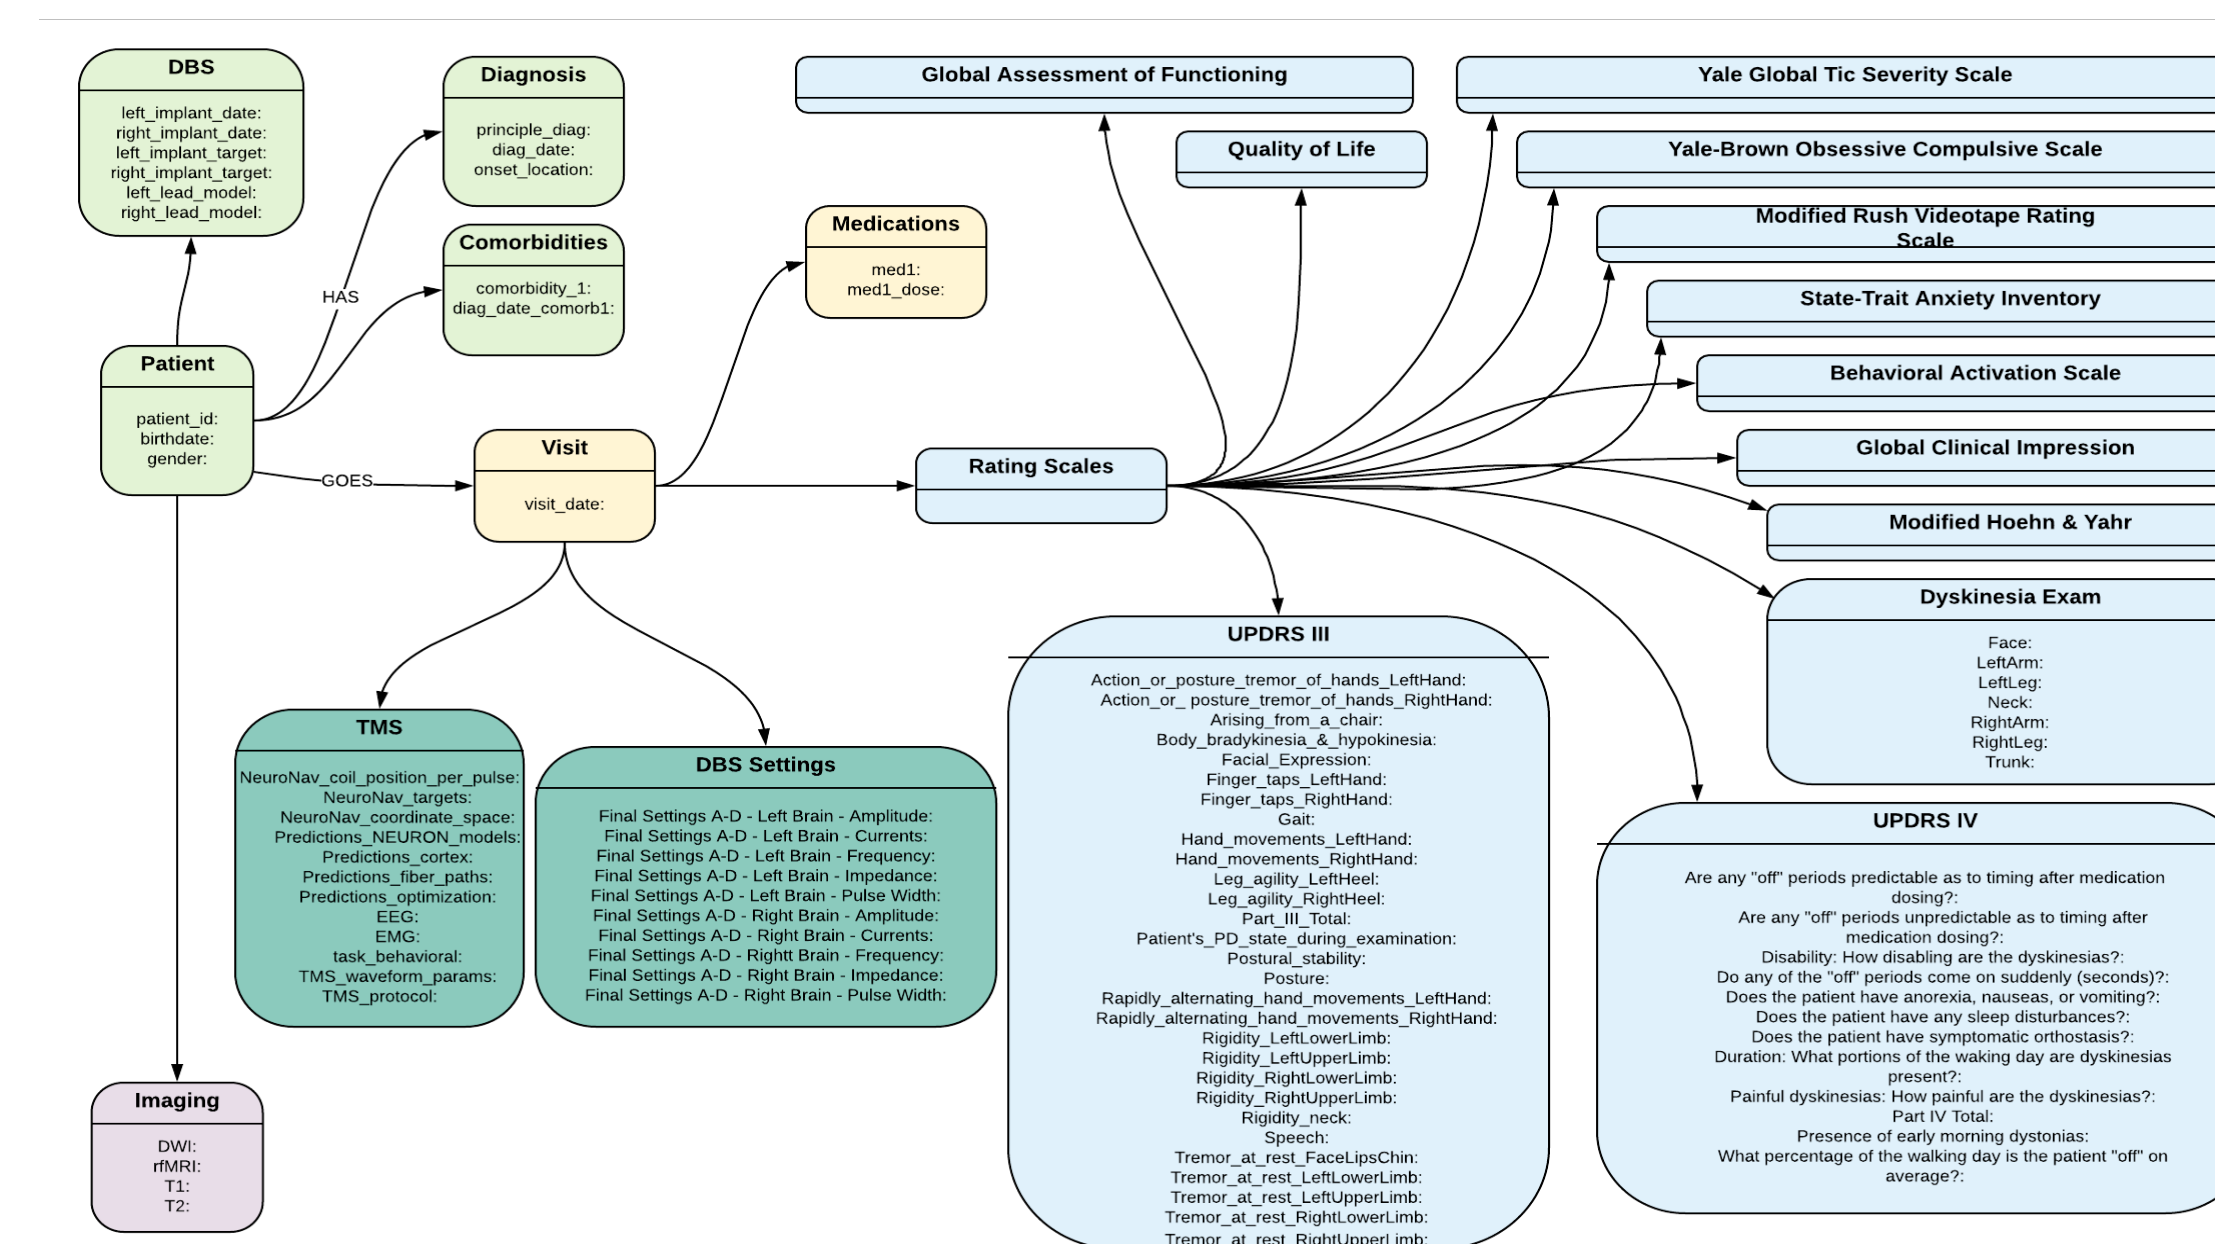 DBS
left_implant_date:
right_implant_date:
left_implant_target:
right_implant_target:
left_lead_model:
right_lead_model:
Diagnosis
principle_diag:
diag_date:
onset_location:
Comorbidities
comorbidity_1:
diag_date_comorb1:
HAS
Patient
patient_id:
birthdate:
gender:
GOES
Visit
visit_date:
Medications
med1:
med1_dose:
Rating Scales
Global Assessment of Functioning
Quality of Life
Yale Global Tic Severity Scale
Yale-Brown Obsessive Compulsive Scale
Modified Rush Videotape Rating
Scale
State-Trait Anxiety Inventory
Behavioral Activation Scale
Global Clinical Impression
Modified Hoehn & Yahr
Dyskinesia Exam
Face:
LeftArm:
LeftLeg:
Neck:
RightArm:
RightLeg:
Trunk:
TMS
NeuroNav_coil_position_per_pulse:
NeuroNav_targets:
NeuroNav_coordinate_space:
Predictions_NEURON_models:
Predictions_cortex:
Predictions_fiber_paths:
Predictions_optimization:
EEG:
EMG:
task_behavioral:
TMS_waveform_params:
TMS_protocol:
DBS Settings
Final Settings A-D - Left Brain - Amplitude:
Final Settings A-D - Left Brain - Currents:
Final Settings A-D - Left Brain - Frequency:
Final Settings A-D - Left Brain - Impedance:
Final Settings A-D - Left Brain - Pulse Width:
Final Settings A-D - Right Brain - Amplitude:
Final Settings A-D - Right Brain - Currents:
Final Settings A-D - Rightt Brain - Frequency:
Final Settings A-D - Right Brain - Impedance:
Final Settings A-D - Right Brain - Pulse Width:
UPDRS III
Action_or_posture_tremor_of_hands_LeftHand:
Action_or_ posture_tremor_of_hands_RightHand:
Arising_from_a_chair:
Body_bradykinesia_&_hypokinesia:
Facial_Expression:
Finger_taps_LeftHand:
Finger_taps_RightHand:
Gait:
Hand_movements_LeftHand:
Hand_movements_RightHand:
Leg_agility_LeftHeel:
Leg_agility_RightHeel:
Part_III_Total:
Patient's_PD_state_during_examination:
Postural_stability:
Posture:
Rapidly_alternating_hand_movements_LeftHand:
Rapidly_alternating_hand_movements_RightHand:
Rigidity_LeftLowerLimb:
Rigidity_LeftUpperLimb:
Rigidity_RightLowerLimb:
Rigidity_RightUpperLimb:
Rigidity_neck:
Speech:
Tremor_at_rest_FaceLipsChin:
Tremor_at_rest_LeftLowerLimb:
Tremor_at_rest_LeftUpperLimb:
Tremor_at_rest_RightLowerLimb:
Tremor_at_rest_RightUpperLimb:
UPDRS IV
Are any "off" periods predictable as to timing after medication
dosing?:
Are any "off" periods unpredictable as to timing after
medication dosing?:
Disability: How disabling are the dyskinesias?:
Do any of the "off" periods come on suddenly (seconds)?:
Does the patient have anorexia, nauseas, or vomiting?:
Does the patient have any sleep disturbances?:
Does the patient have symptomatic orthostasis?:
Duration: What portions of the waking day are dyskinesias
present?:
Painful dyskinesias: How painful are the dyskinesias?:
Part IV Total:
Presence of early morning dystonias:
What percentage of the walking day is the patient "off" on
average?:
Imaging
DWI:
rfMRI:
T1:
T2: